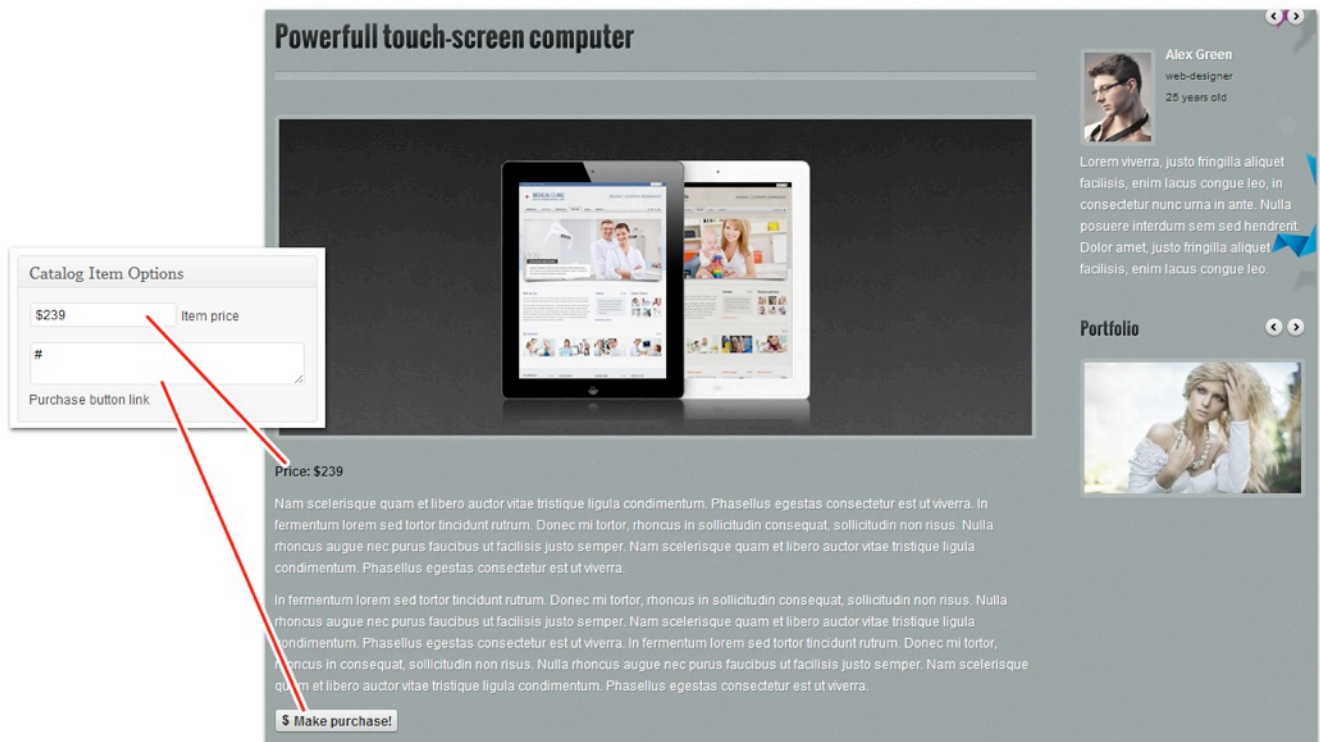 Powerfull touch-screen computer
Alex Green
web-designer
25 years old
Lorem viverra, justo fringilla aliquet
facilisis, enim lacus congue leo, in
consectetur nunc urna in ante. Nulla
posuere interdum sem sed hendrerit.
Dolor amet, justo fringilla aliquet
facilisis, enim lacus congue leo.
Portfolio
MEDICAL CLINIC
Catalog Item Options
$239 Item price
#
Purchase button link
Price: $239
Nam scelerisque quam et libero auctor vitae tristique ligula condimentum. Phasellus egestas consectetur est ut viverra. In
fermentum lorem sed tortor tincidunt rutrum. Donec mi tortor, rhoncus in sollicitudin consequat, sollicitudin non risus. Nulla
rhoncus augue nec purus faucibus ut facilisis justo semper. Nam scelerisque quam et libero auctor vitae tristique ligula
condimentum. Phasellus egestas consectetur est ut viverra.
In fermentum lorem sed tortor tincidunt rutrum. Donec mi tortor, rhoncus in sollicitudin consequat, sollicitudin non risus. Nulla
rhoncus augue nec purus faucibus ut facilisis justo semper. Nam scelerisque quam et libero auctor vitae tristique ligula
condimentum. Phasellus egestas consectetur est ut viverra. In fermentum lorem sed tortor tincidunt rutrum. Donec mi tortor,
rhoncus in consequat, sollicitudin non risus. Nulla rhoncus augue nec purus faucibus ut facilisis justo semper. Nam scelerisque
quam et libero auctor vitae tristique ligula condimentum. Phasellus egestas consectetur est ut viverra.
$ Make purchase!